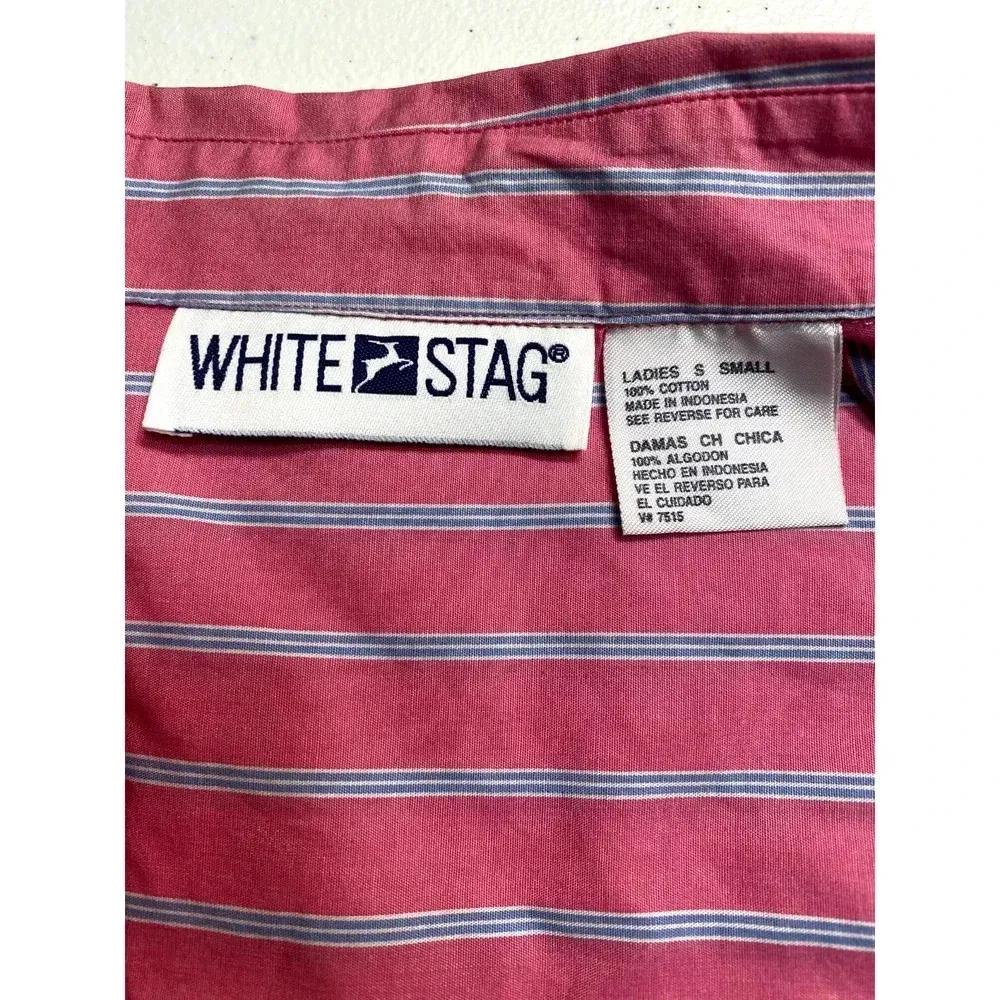 WHITE STAG®
LADIES S SMALL
100% COTTON
MADE IN INDONESIA
SEE REVERSE FOR CARE
DAMAS CH CHICA
100% ALGODON
HECHO EN INDONESIA
VE EL REVERSO PARA
EL CUIDADO
V# 7515